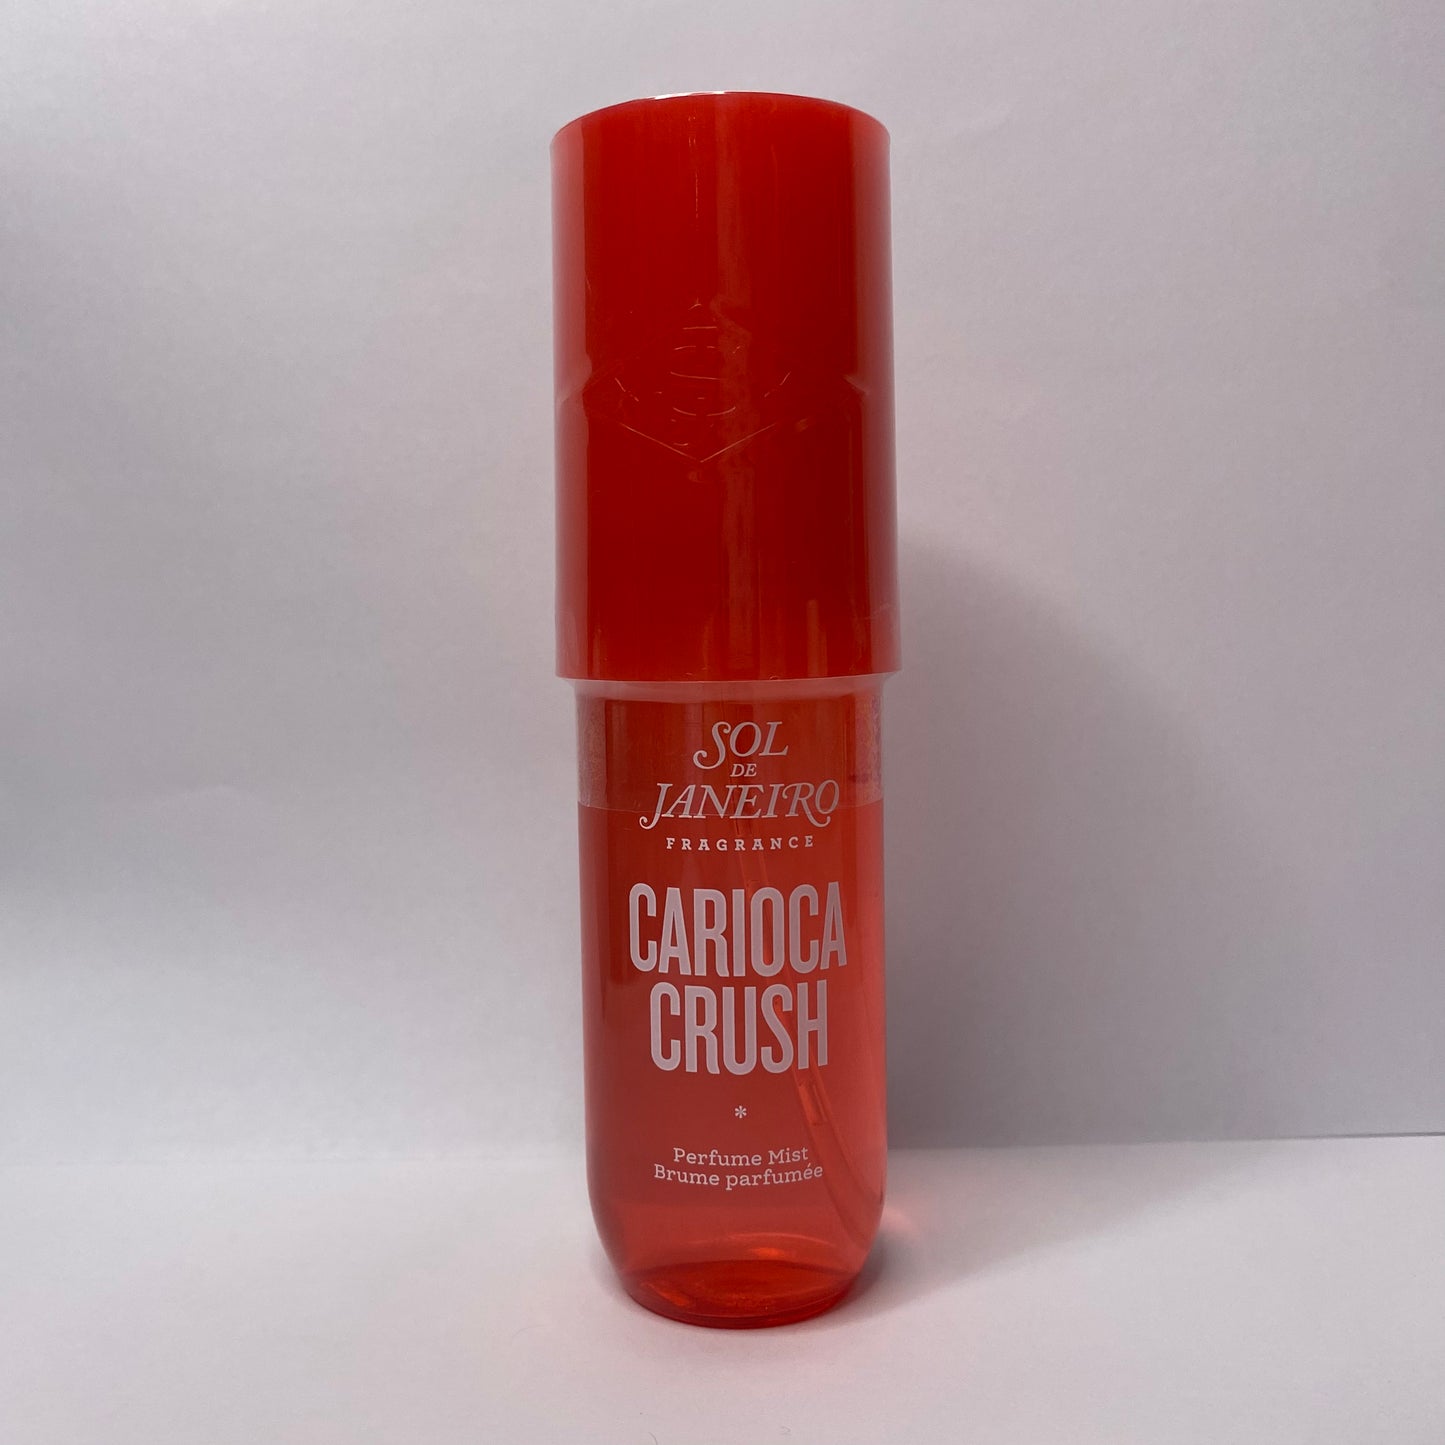 SOL
DE
JANEIRO
FRAGRANCE
CARIOCA
CRUSH
*
Perfume Mist
Brume parfumée